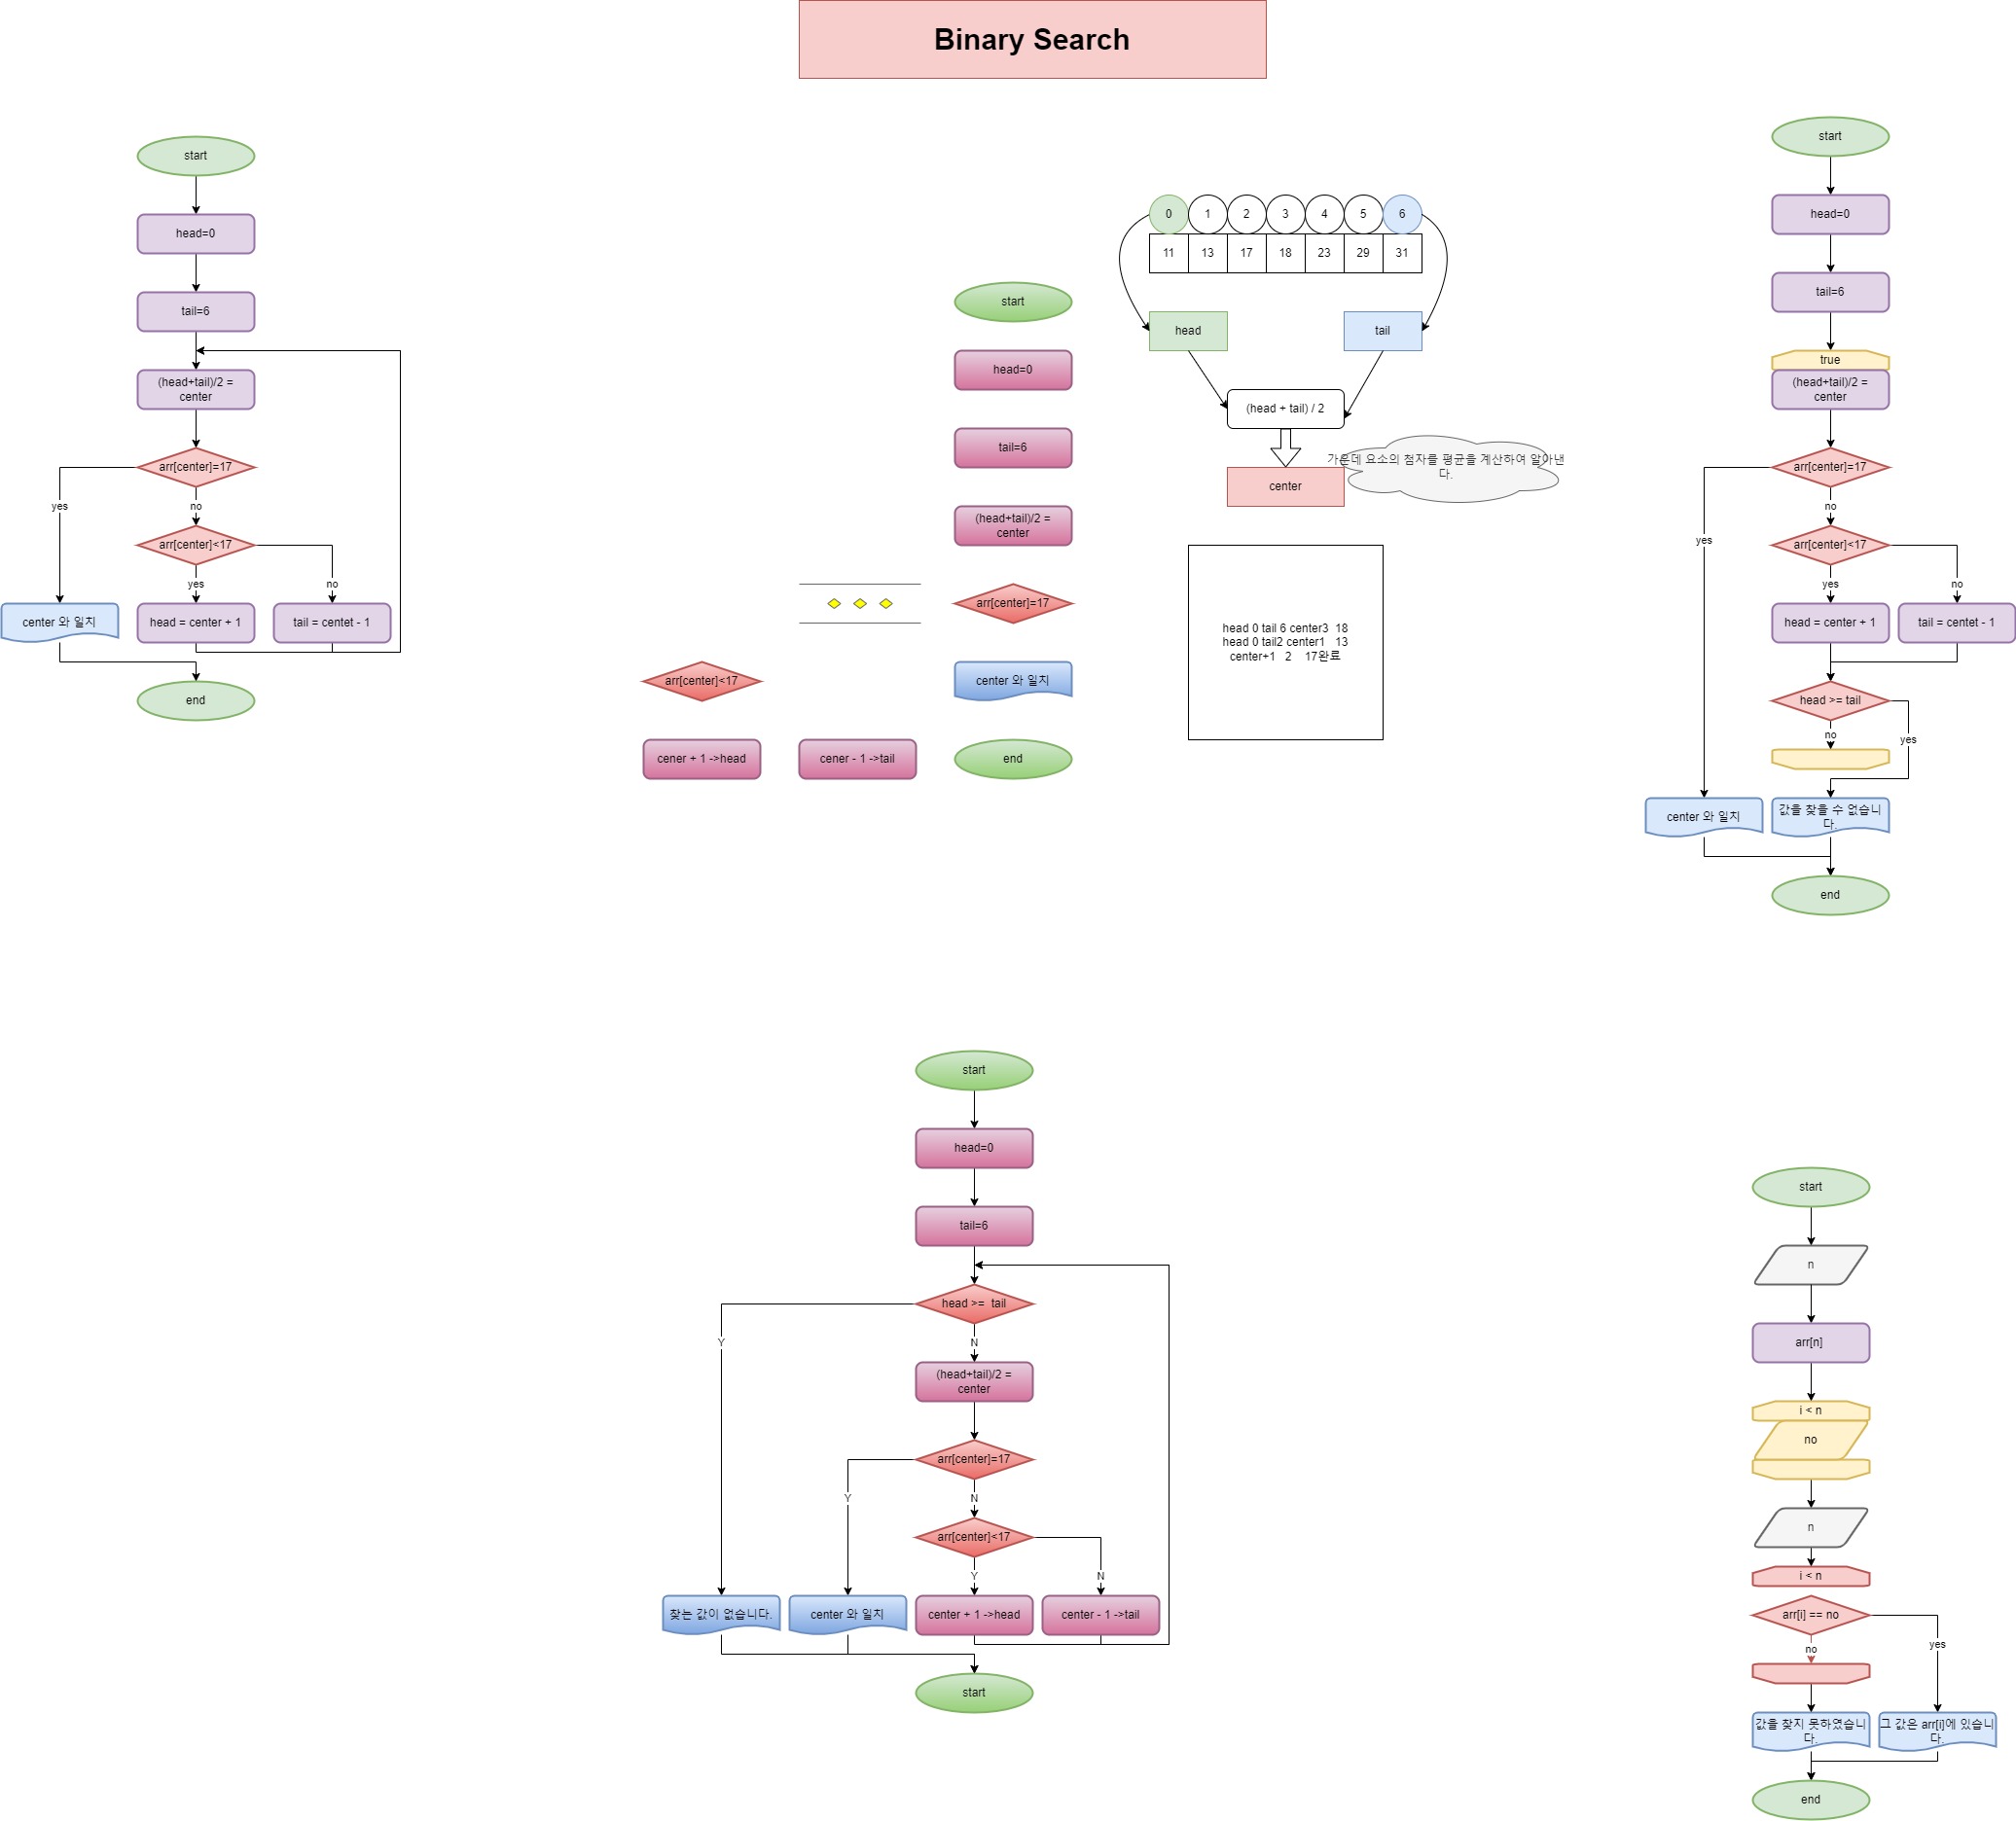 Binary Search
start
head=0
tail=6
(head+tail)/2 =
center
arr[center]=17
yes
no
arr[center]<17
yes
no
center 와 일치
head = center + 1
tail = centet - 1
end
start
head=0
tail=6
(head+tail)/2 =
center
arr[center]=17
arr[center]<17
center 와 일치
cener + 1 ->head
cener - 1 ->tail
end
0 1 2 3 4 5 6
11 13 17 18 23 29 31
head
tail
(head + tail) / 2
가운데 요소의 첨자를 평균을 계산하여 알아낸
다.
center
head 0 tail 6 center3 18
head 0 tail2 center1 13
center+1 2 17완료
start
head=0
tail=6
true
(head+tail)/2 =
center
arr[center]=17
no
yes
arr[center]<17
yes
no
head = center + 1
tail = centet - 1
head >= tail
no
yes
center 와 일치
값을 찾을 수 없습니
다.
end
start
head=0
tail=6
head >= tail
Y
N
(head+tail)/2 =
center
arr[center]=17
Y
N
arr[center]<17
Y
N
찾는 값이 없습니다.
center 와 일치
center + 1 ->head
center - 1 ->tail
start
start
n
arr[n]
i < n
no
n
i < n
arr[i] == no
no
yes
값을 찾지 못하였습니
다.
그 값은 arr[i]에 있습니
다.
end